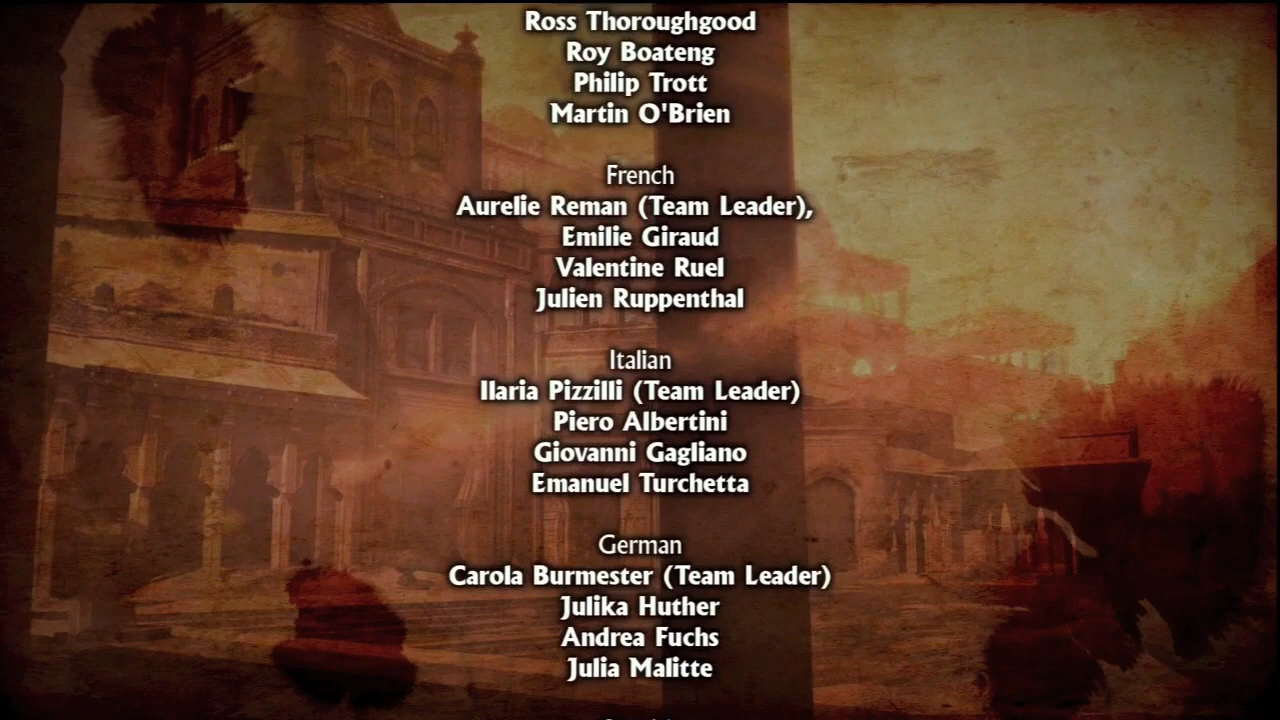 Ross Thoroughgood
Roy Boateng
Philip Trott
Martin O'Brien
French
Aurelie Reman (Team Leader),
Emilie Giraud
Valentine Ruel
Julien Ruppenthal
Italian
Ilaria Pizzilli (Team Leader)
Piero Albertini
Giovanni Gagliano
Emanuel Turchetta
German
Carola Burmester (Team Leader)
Julika Huther
Andrea Fuchs
Julia Malitte